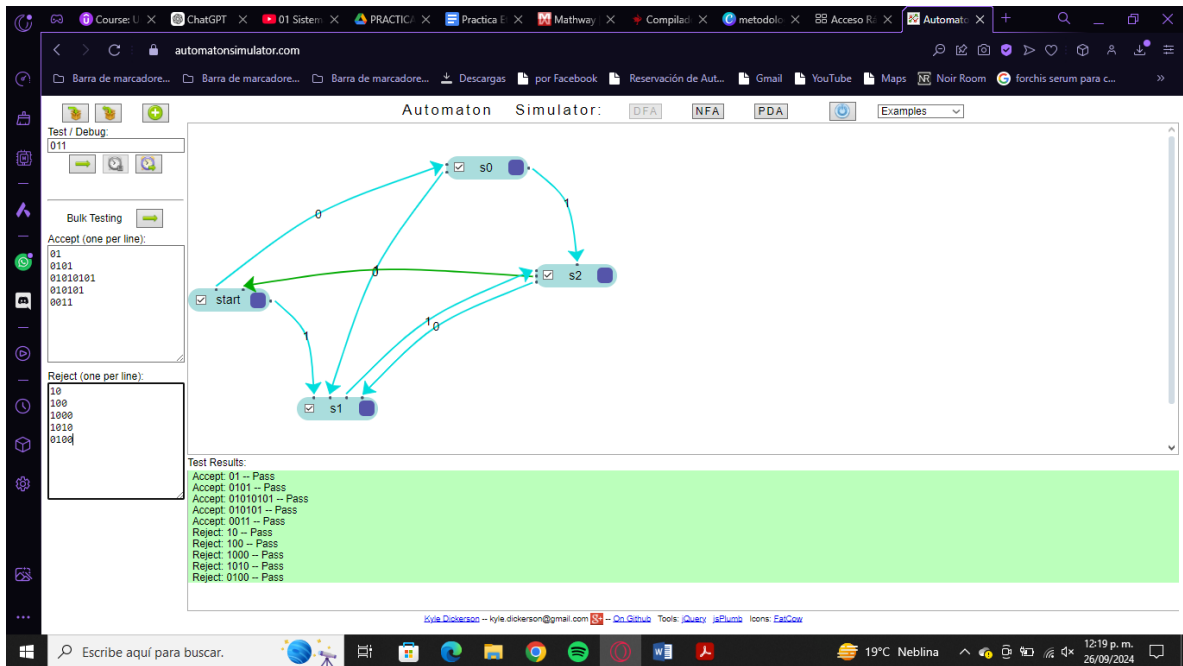 Course: U
ChatGPT
01 Sistem
PRACTICA
Practica E
Mathway
Compilad
metodolo
Acceso Ra
Automato
automatonsimulator.com
Barra de marcadore...
Barra de marcadore...
Barra de marcadore...
Descargas
por Facebook
Reservación de Aut...
Gmail
YouTube
Maps
NR Noir Room
forchis serum para c...
Automaton Simulator: DFA NFA PDA Examples
Test / Debug:
011
Bulk Testing
Accept (one per line):
01
0101
01010101
010101
0011
Reject (one per line):
10
100
1000
1010
0100
s0
0
1
s2
start
1
1
0
s1
Test Results:
Accept: 01 -- Pass
Accept: 0101 -- Pass
Accept: 01010101 -- Pass
Accept: 010101 -- Pass
Accept: 0011 -- Pass
Reject: 10 -- Pass
Reject: 100 -- Pass
Reject: 1000 -- Pass
Reject: 1010 -- Pass
Reject: 0100 -- Pass
Kyle Dickerson -- kyle.dickerson@gmail.com -- On Github Tools: jQuery jsPlumb Icons: FatCow
Escribe aquí para buscar.
19°C Neblina
12:19 p. m.
26/09/2024